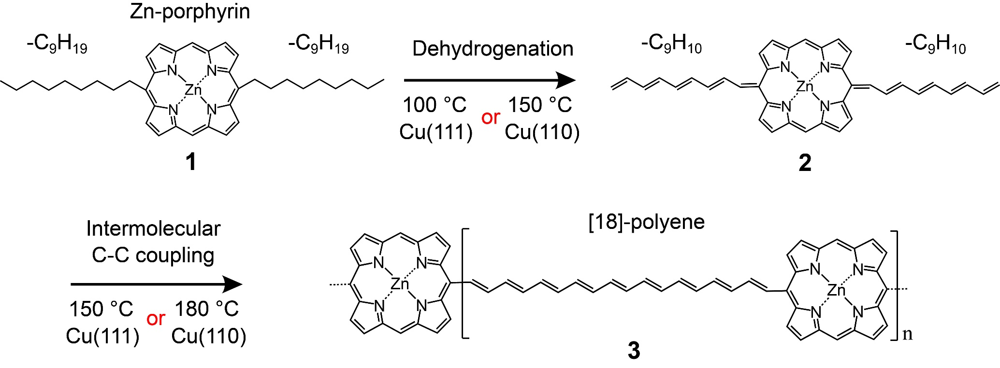 Zn-porphyrin
-C₉H₁₉
-C₉H₁₉
N
N
Zn
N
N
1
Dehydrogenation
100 °C or 150 °C
Cu(111) Cu(110)
-C₉H₁₀
-C₉H₁₀
N
N
Zn
N
N
2
Intermolecular
C-C coupling
150 °C or 180 °C
Cu(111) Cu(110)
[18]-polyene
N
N
Zn
N
N
N
N
Zn
N
N
n
3